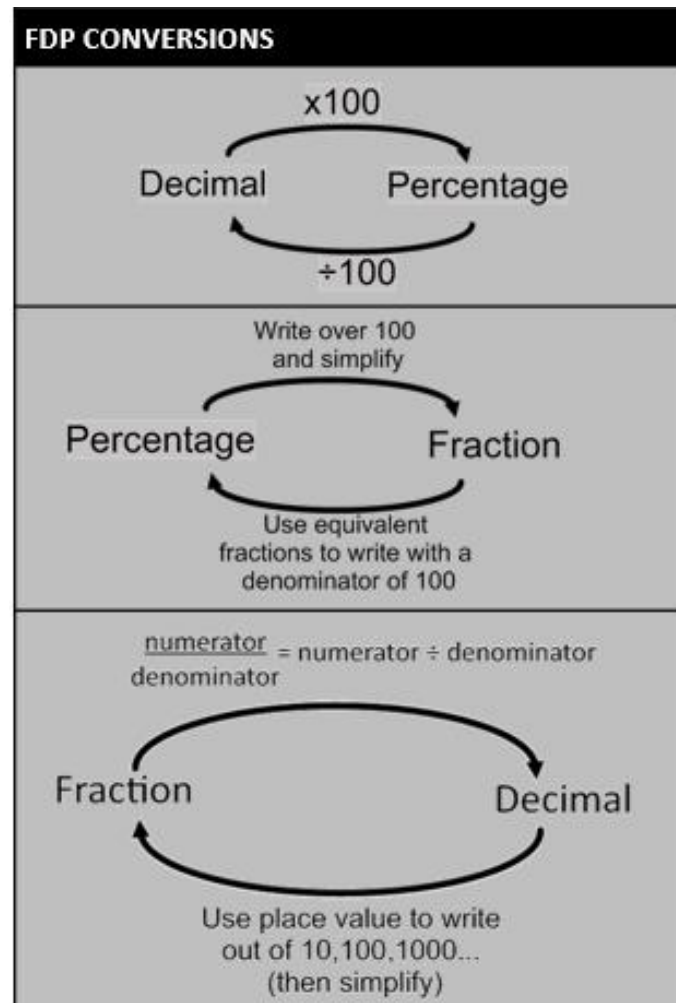 FDP CONVERSIONS
x100
Decimal Percentage
÷100
Write over 100
and simplify
Percentage Fraction
Use equivalent
fractions to write with a
denominator of 100
numerator
denominator = numerator ÷ denominator
Fraction Decimal
Use place value to write
out of 10,100,1000...
(then simplify)